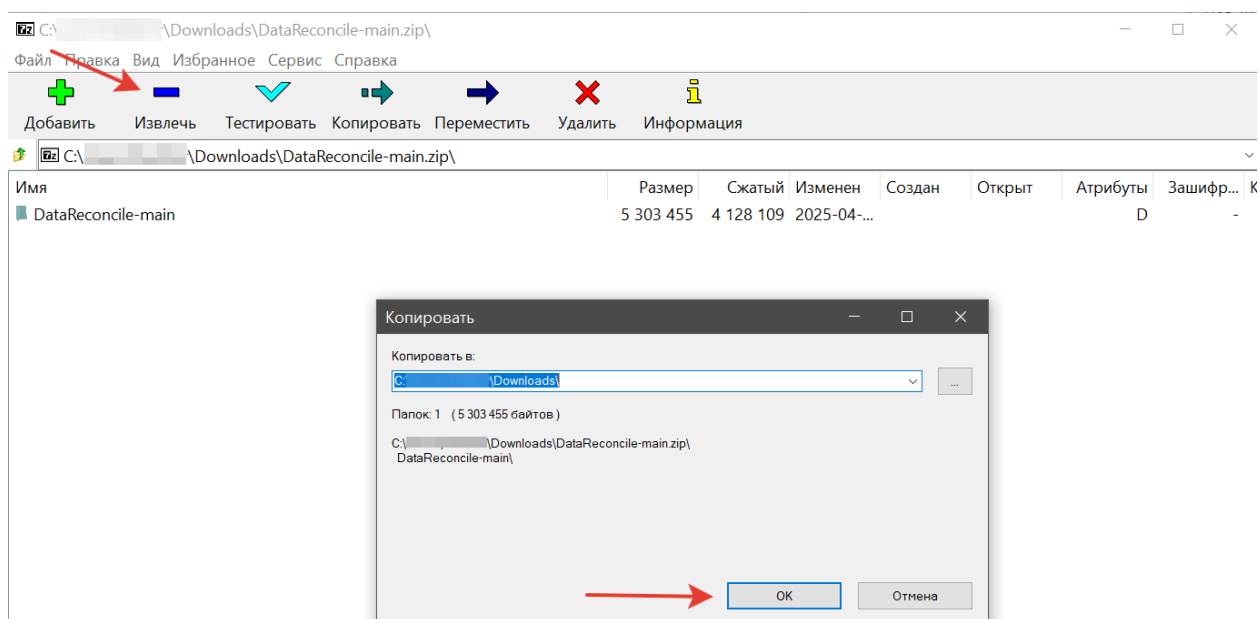 C:\ \Downloads\DataReconcile-main.zip\
Файл Правка Вид Избранное Сервис Справка
Добавить Извлечь Тестировать Копировать Переместить Удалить Информация
C:\ \Downloads\DataReconcile-main.zip\
Имя Размер Сжатый Изменен Создан Открыт Атрибуты Зашифр...
DataReconcile-main 5 303 455 4 128 109 2025-04-... D -
Копировать
Копировать в:
C: \Downloads\
...
Папок: 1 ( 5 303 455 байтов )
C:\ \Downloads\DataReconcile-main.zip\
DataReconcile-main\
OK Отмена